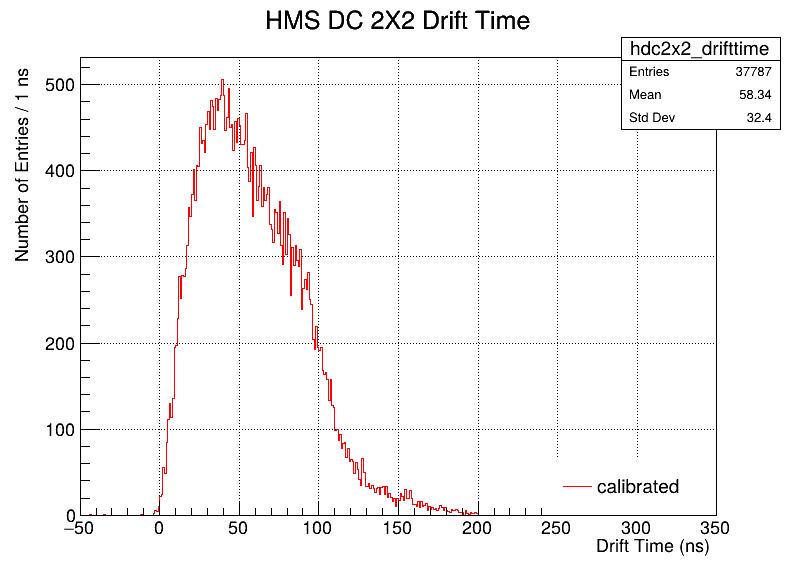 HMS DC 2X2 Drift Time
hdc2x2_drifttime
Entries 37787
Mean 58.34
Std Dev 32.4
Number of Entries / 1 ns
500
400
300
200
100
0
−50 0 50 100 150 200 250 300 350
Drift Time (ns)
calibrated